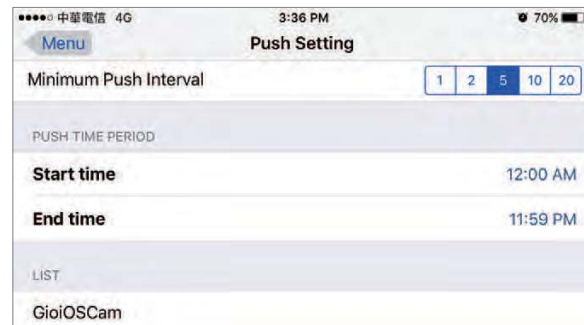 中華電信 4G 3:36 PM 70%
Menu Push Setting
Minimum Push Interval 1 2 5 10 20
PUSH TIME PERIOD
Start time 12:00 AM
End time 11:59 PM
LIST
GioiOSCam